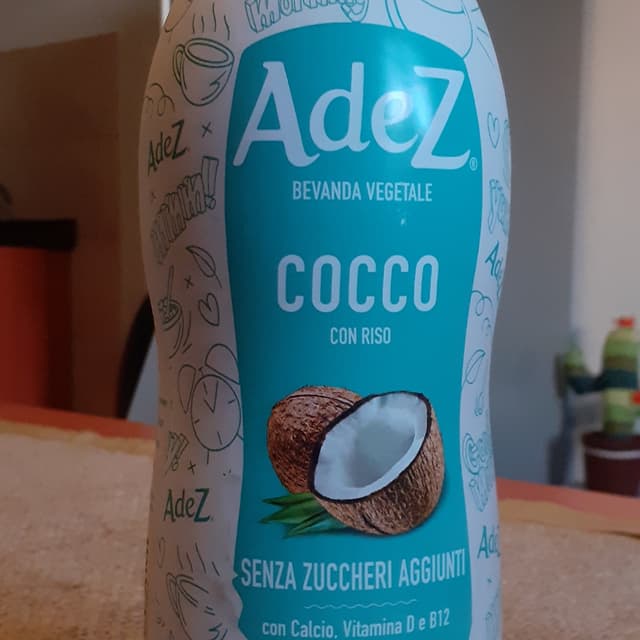 AdeZ®
BEVANDA VEGETALE
COCCO
CON RISO
SENZA ZUCCHERI AGGIUNTI
con Calcio, Vitamina D e B12
AdeZ
AdeZ